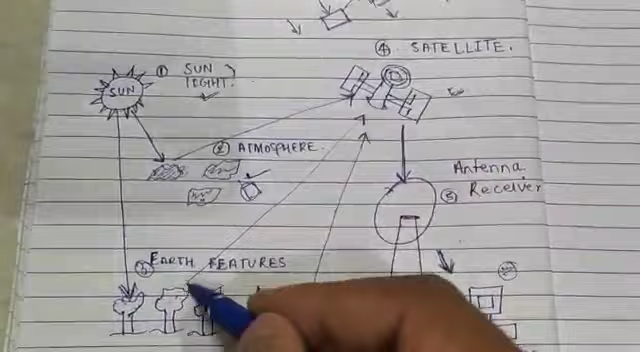 ④ SATELLITE.
① SUN
LIGHT.
SUN
② ATMOSPHERE.
Antenna
⑤ Receiver
③ EARTH FEATURES